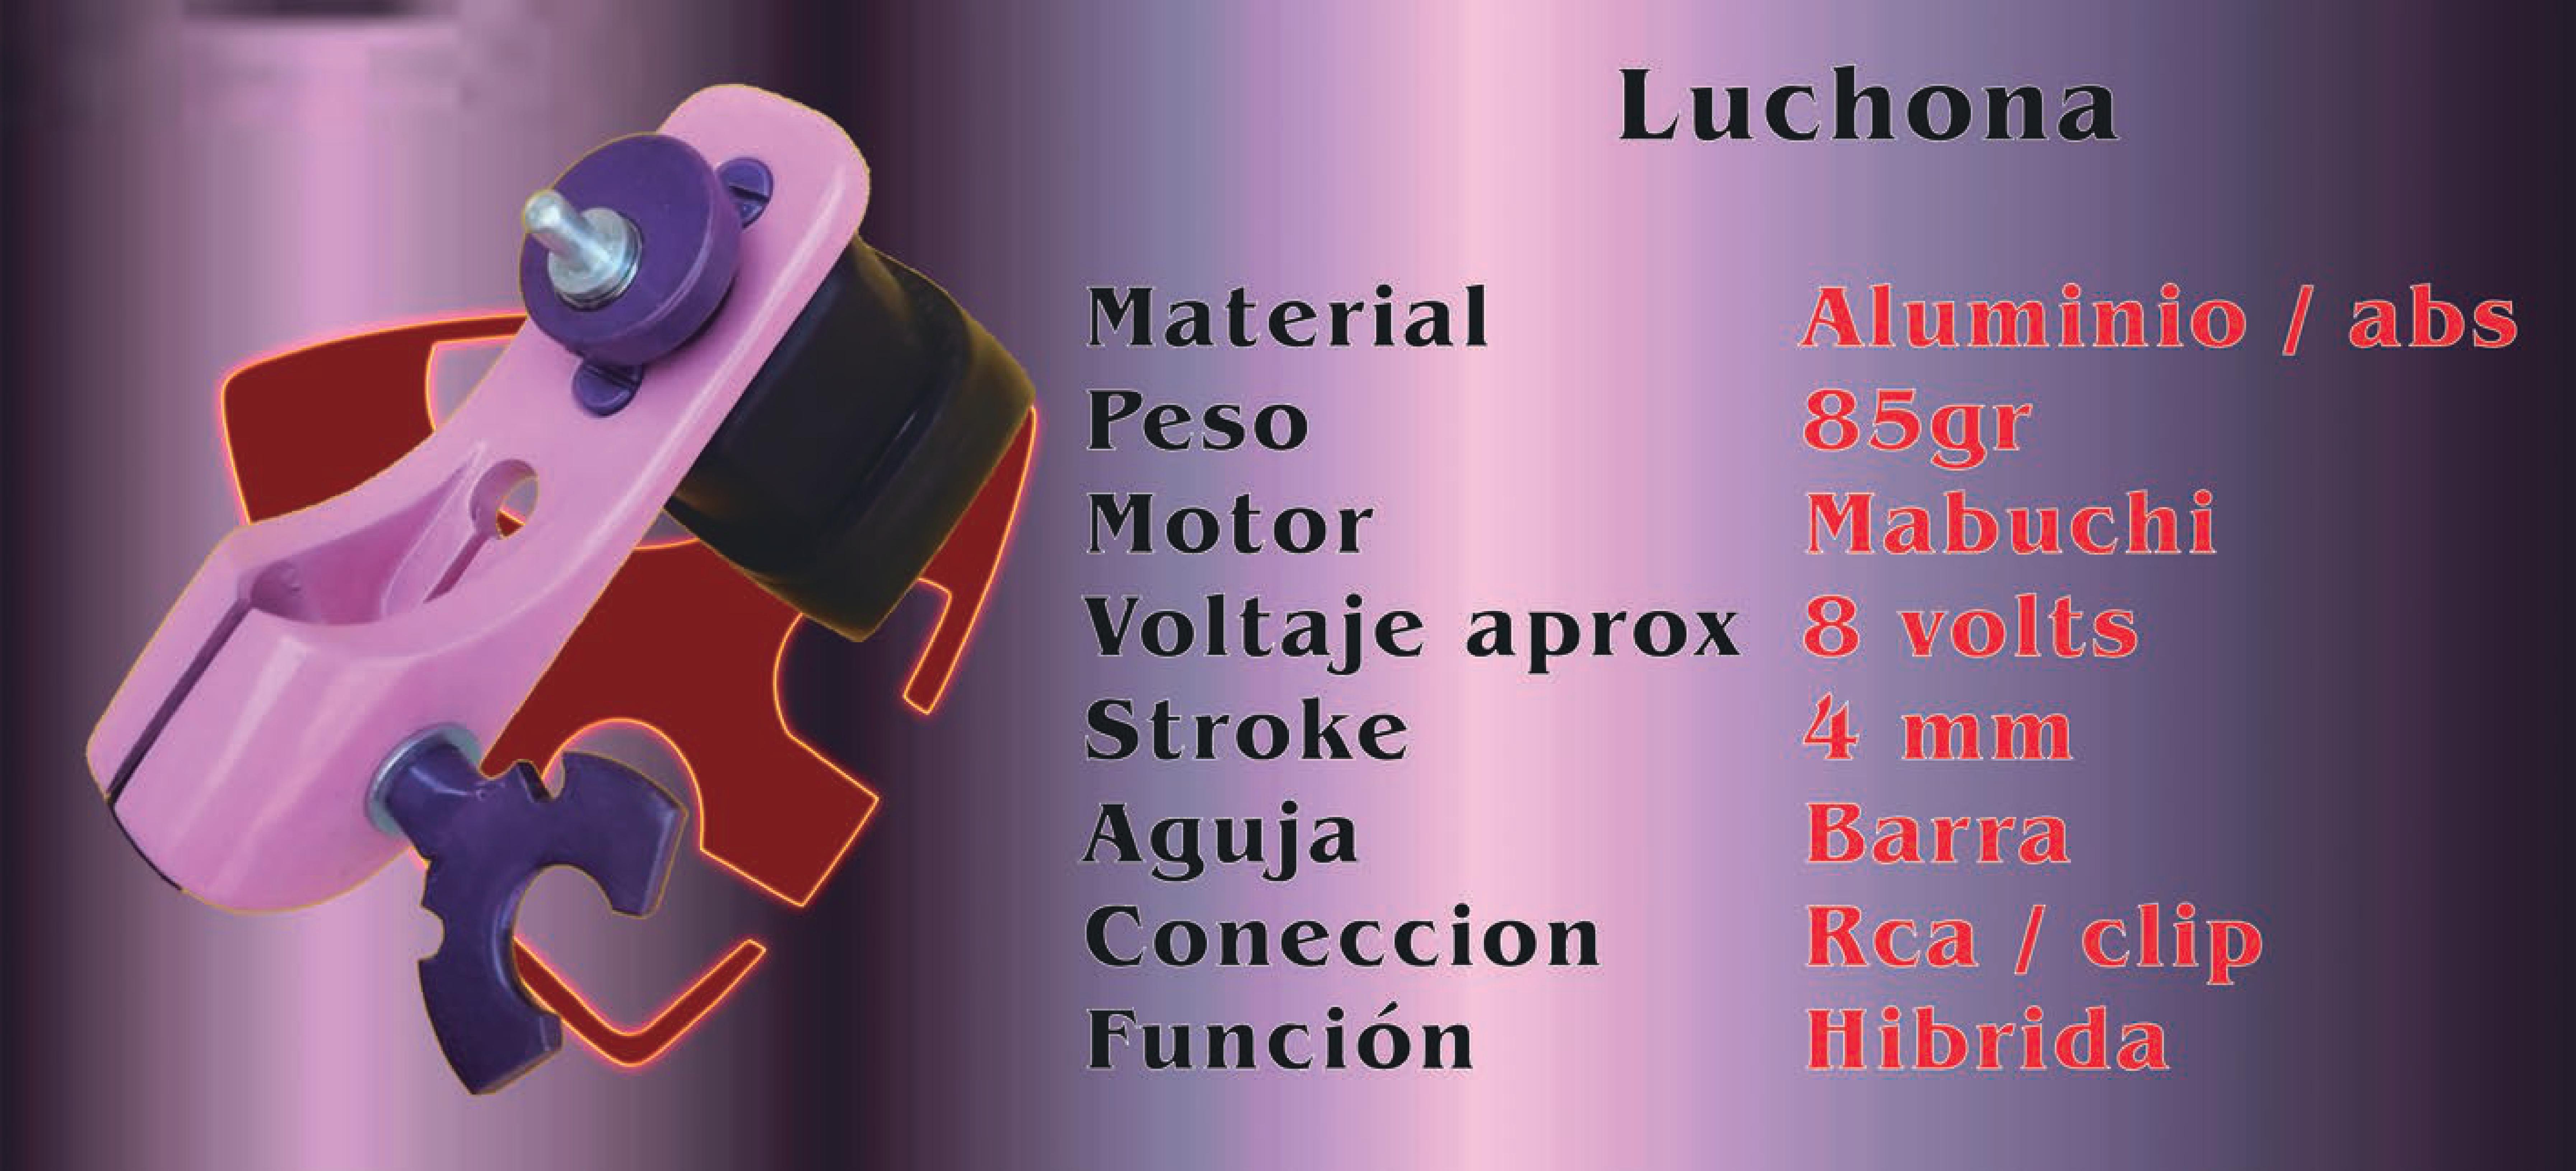 Luchona
Material Aluminio / abs
Peso 85gr
Motor Mabuchi
Voltaje aprox 8 volts
Stroke 4 mm
Aguja Barra
Coneccion Rca / clip
Función Hibrida